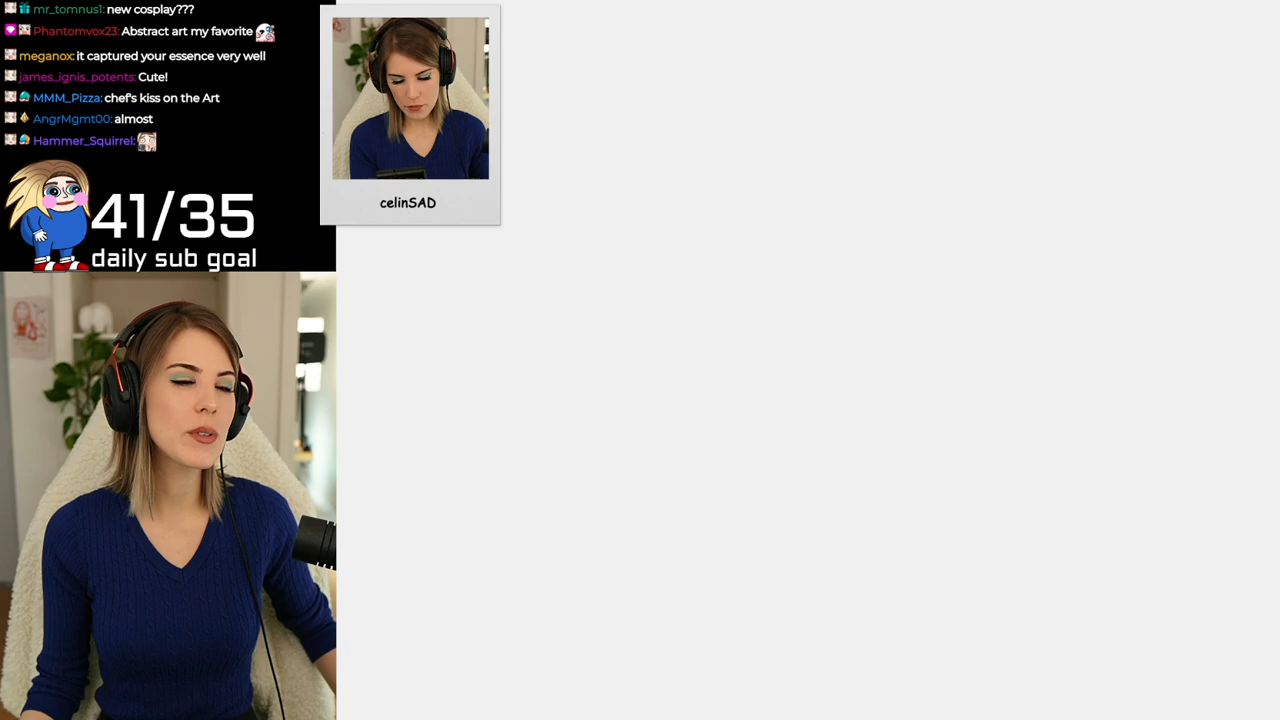 mr_tomnus1: new cosplay???
Phantomvox23: Abstract art my favorite
meganox: it captured your essence very well
james_ignis_potents: Cute!
MMM_Pizza: chef's kiss on the Art
AngrMgmt00: almost
Hammer_Squirrel:
41/35
daily sub goal
celinSAD